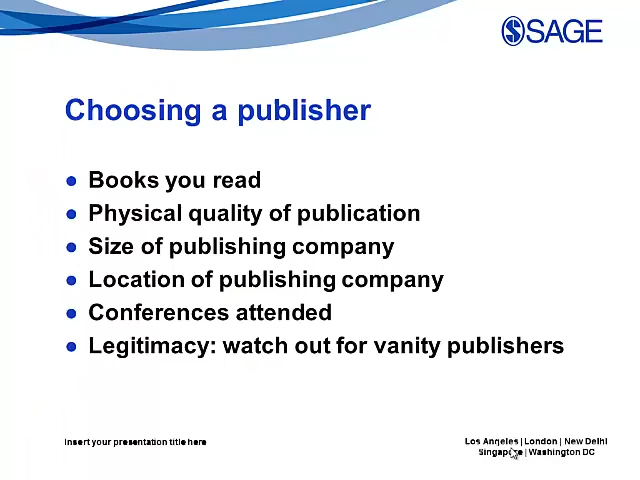 SAGE
Choosing a publisher
● Books you read
● Physical quality of publication
● Size of publishing company
● Location of publishing company
● Conferences attended
● Legitimacy: watch out for vanity publishers
Insert your presentation title here
Los Angeles | London | New Delhi
Singapore | Washington DC